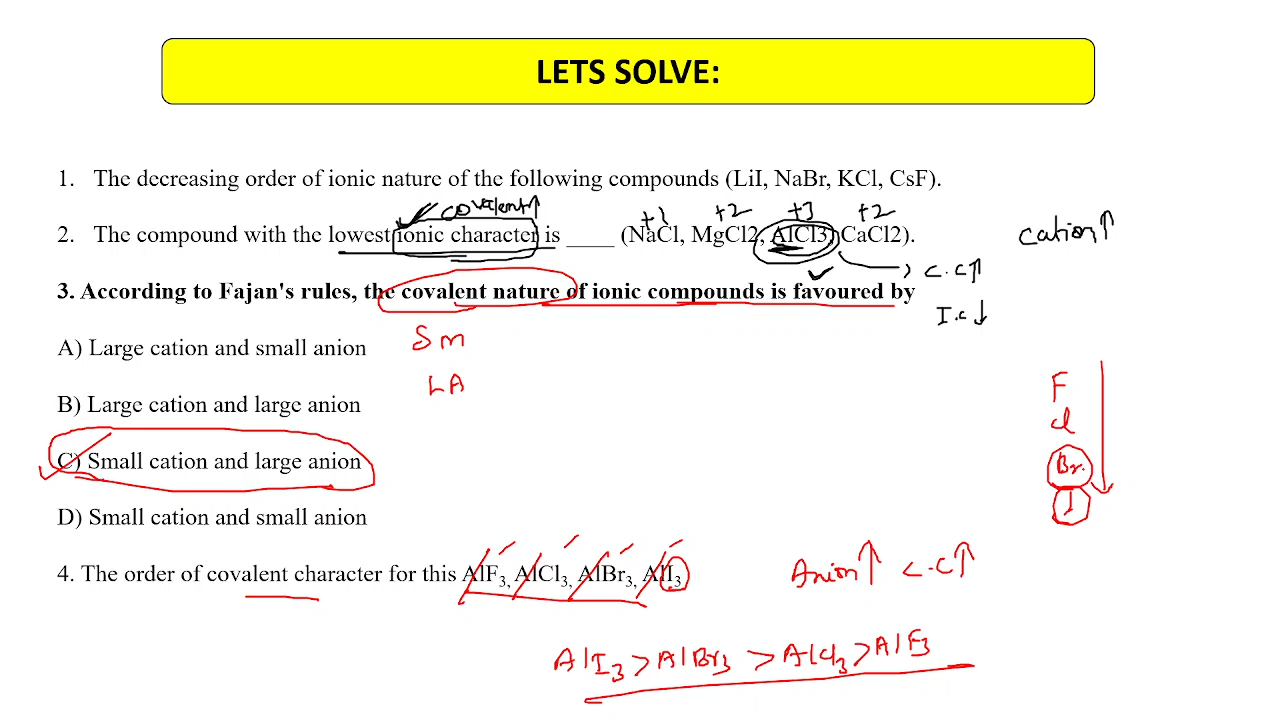 LETS SOLVE:
1. The decreasing order of ionic nature of the following compounds (LiI, NaBr, KCl, CsF).
covalent↑ +1 +2 +3 +2
2. The compound with the lowest ionic character is ____ (NaCl, MgCl2, AlCl3, CaCl2).
cation↑
C.C↑
3. According to Fajan's rules, the covalent nature of ionic compounds is favoured by
I.C↓
A) Large cation and small anion
Sm
LA
B) Large cation and large anion
C) Small cation and large anion
D) Small cation and small anion
F
Cl
Br.
I
4. The order of covalent character for this AlF3, AlCl3, AlBr3, AlI3
Anion↑ C.C↑
AlI3 > AlBr3 > AlCl3 > AlF3